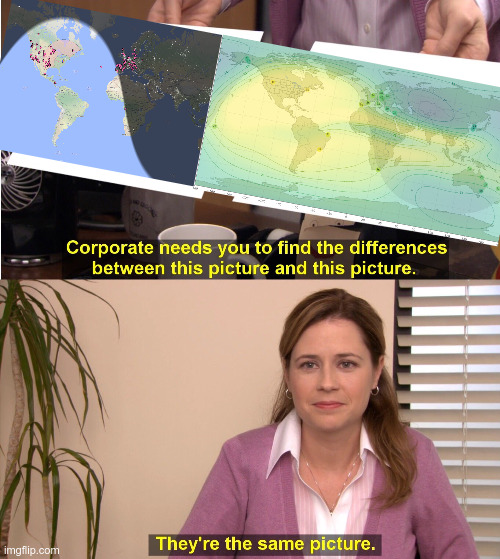 Corporate needs you to find the differences
between this picture and this picture.
They're the same picture.
imgflip.com